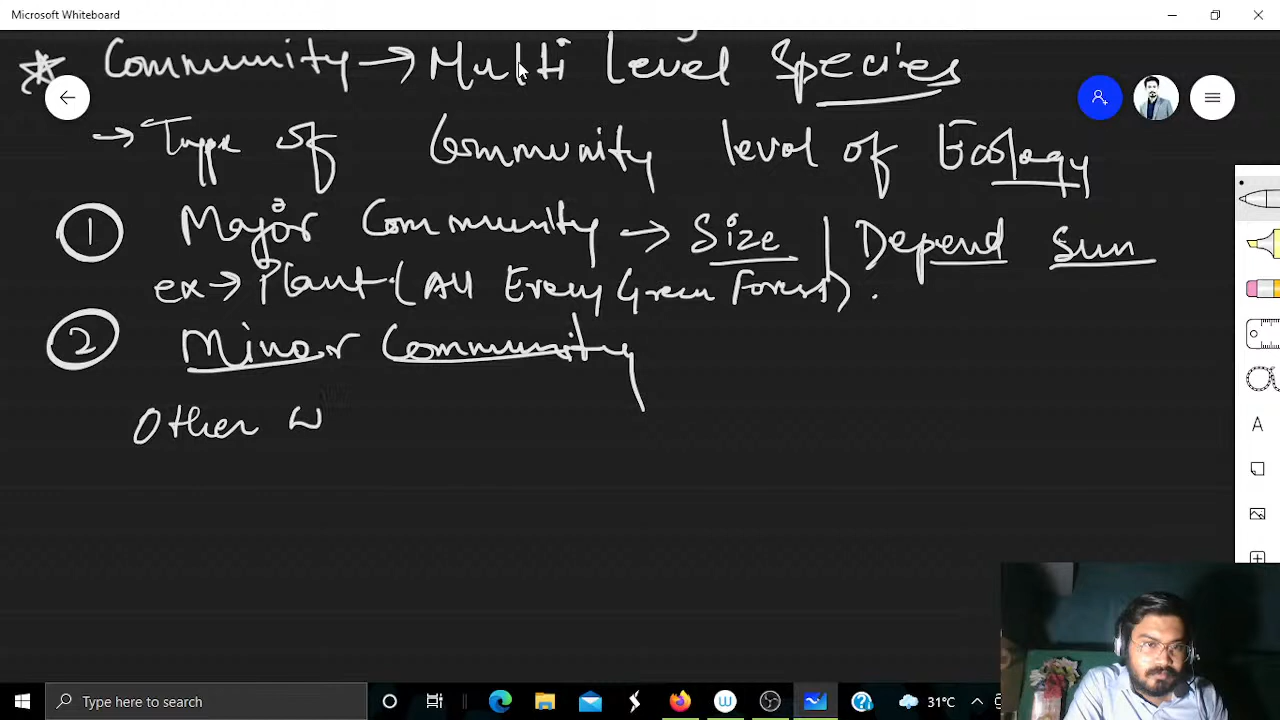 Microsoft Whiteboard
Community → Multi Level Species
→ Type of Community level of Ecology
① Major Community → Size | Depend Sun
ex → Plant (All Every Green Forest).
② Minor Community
Other w
A
Type here to search
31°C